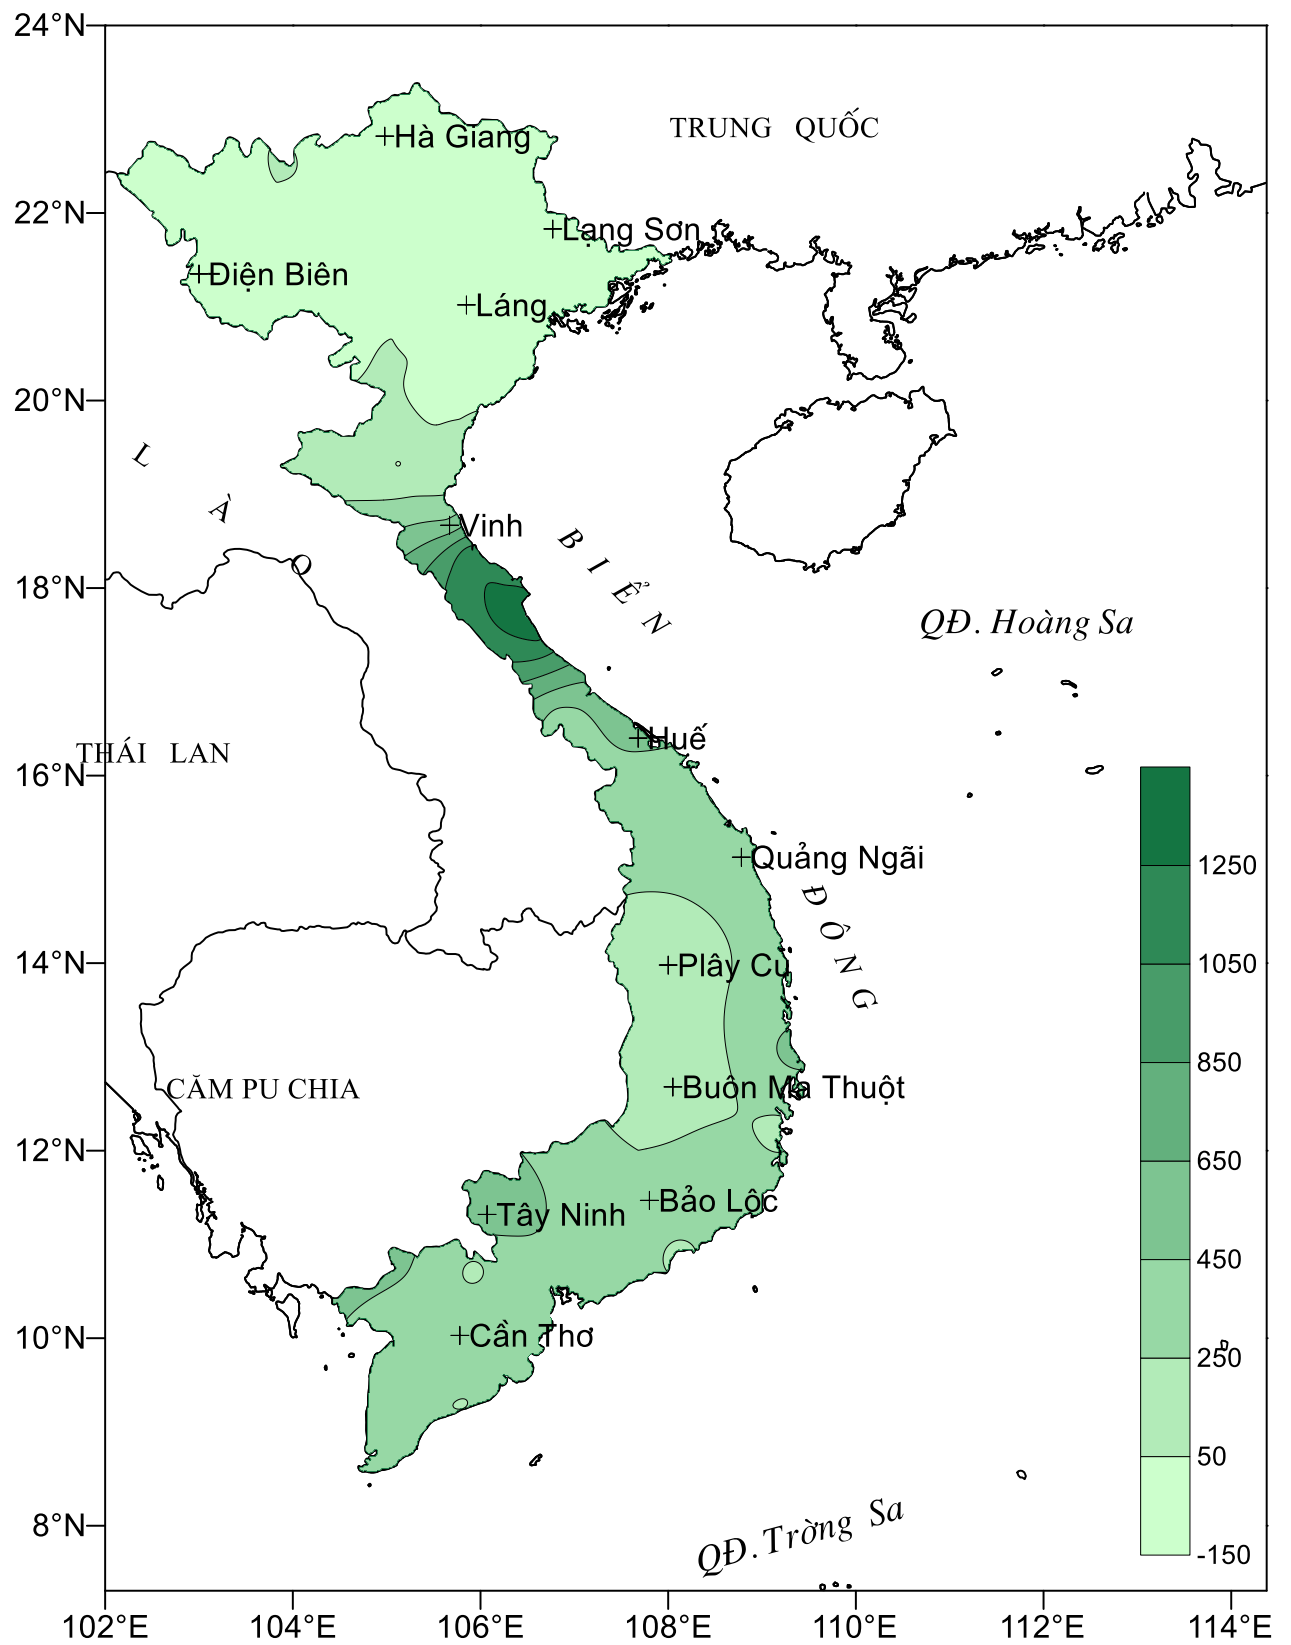 24°N
TRUNG QUỐC
Hà Giang
22°N
Lạng Sơn
Điện Biên
Láng
20°N
L À O
Vinh
BIỂN
18°N
QĐ. Hoàng Sa
Huế
THÁI LAN
16°N
Quảng Ngãi
1250
ĐÔNG
14°N
Plây Cu
1050
850
CĂM PU CHIA
Buôn Ma Thuột
12°N
650
Bảo Lộc
Tây Ninh
450
10°N
Cần Thơ
250
50
8°N
QĐ. Trờng Sa
-150
102°E 104°E 106°E 108°E 110°E 112°E 114°E